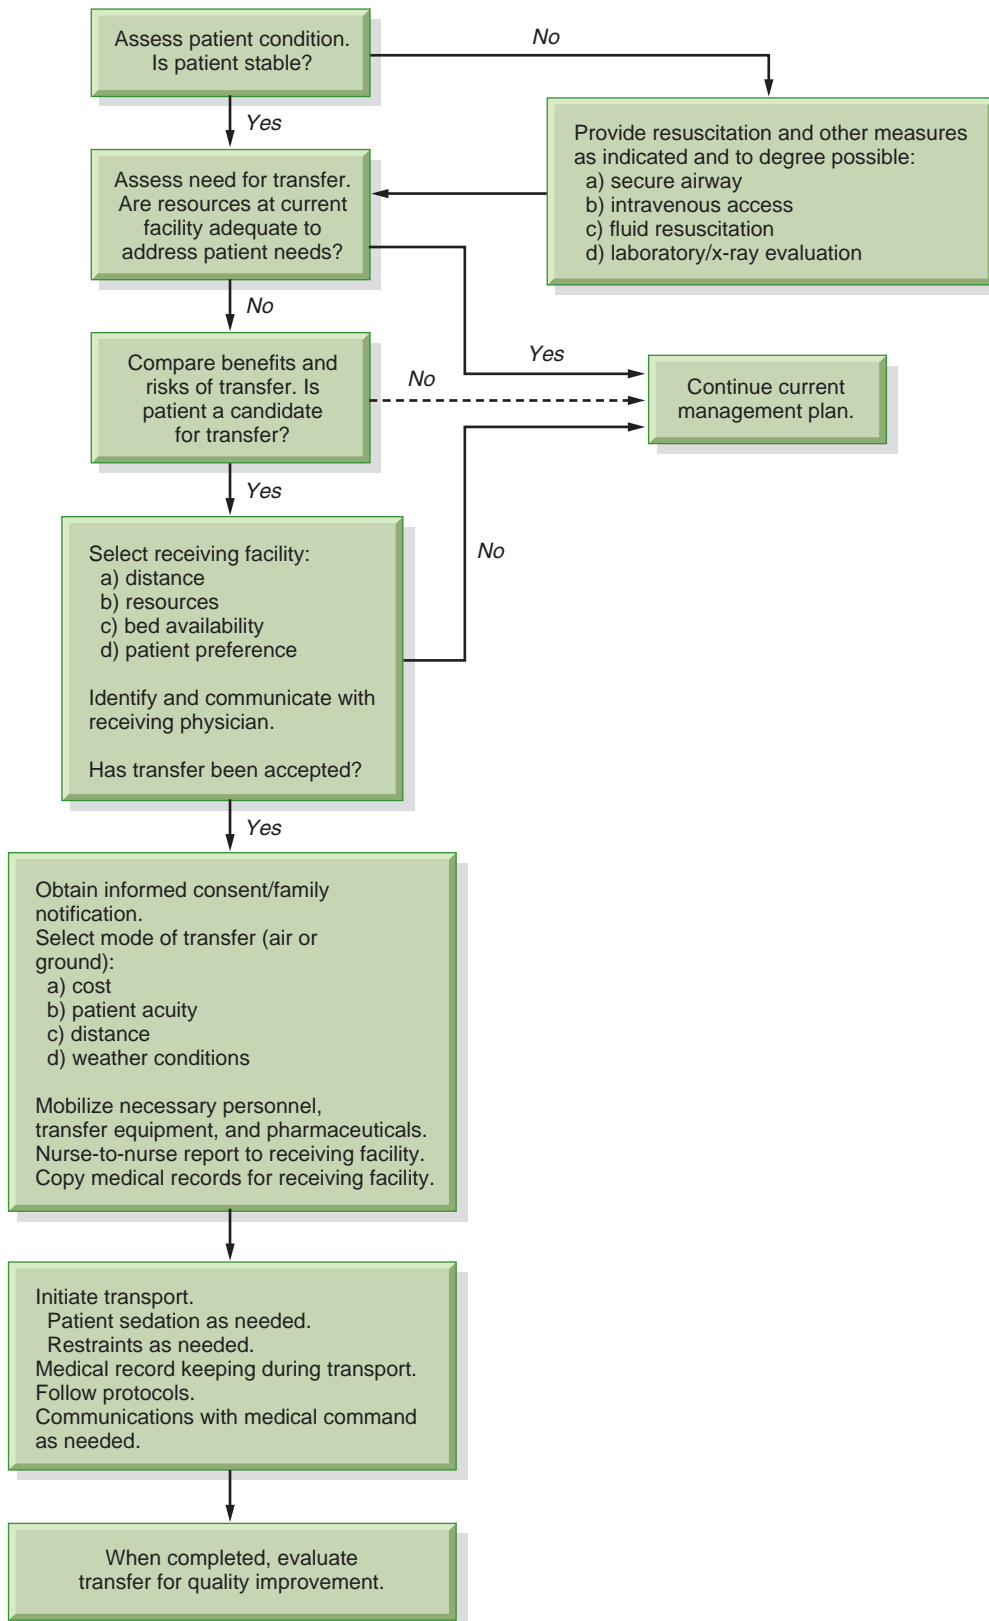 Assess patient condition.
Is patient stable?
No
Yes
Provide resuscitation and other measures
as indicated and to degree possible:
a) secure airway
b) intravenous access
c) fluid resuscitation
d) laboratory/x-ray evaluation
Assess need for transfer.
Are resources at current
facility adequate to
address patient needs?
No
Yes
Compare benefits and
risks of transfer. Is
patient a candidate
for transfer?
No
Continue current
management plan.
Yes
Select receiving facility:
a) distance
b) resources
c) bed availability
d) patient preference
Identify and communicate with
receiving physician.
Has transfer been accepted?
No
Yes
Obtain informed consent/family
notification.
Select mode of transfer (air or
ground):
a) cost
b) patient acuity
c) distance
d) weather conditions
Mobilize necessary personnel,
transfer equipment, and pharmaceuticals.
Nurse-to-nurse report to receiving facility.
Copy medical records for receiving facility.
Initiate transport.
Patient sedation as needed.
Restraints as needed.
Medical record keeping during transport.
Follow protocols.
Communications with medical command
as needed.
When completed, evaluate
transfer for quality improvement.